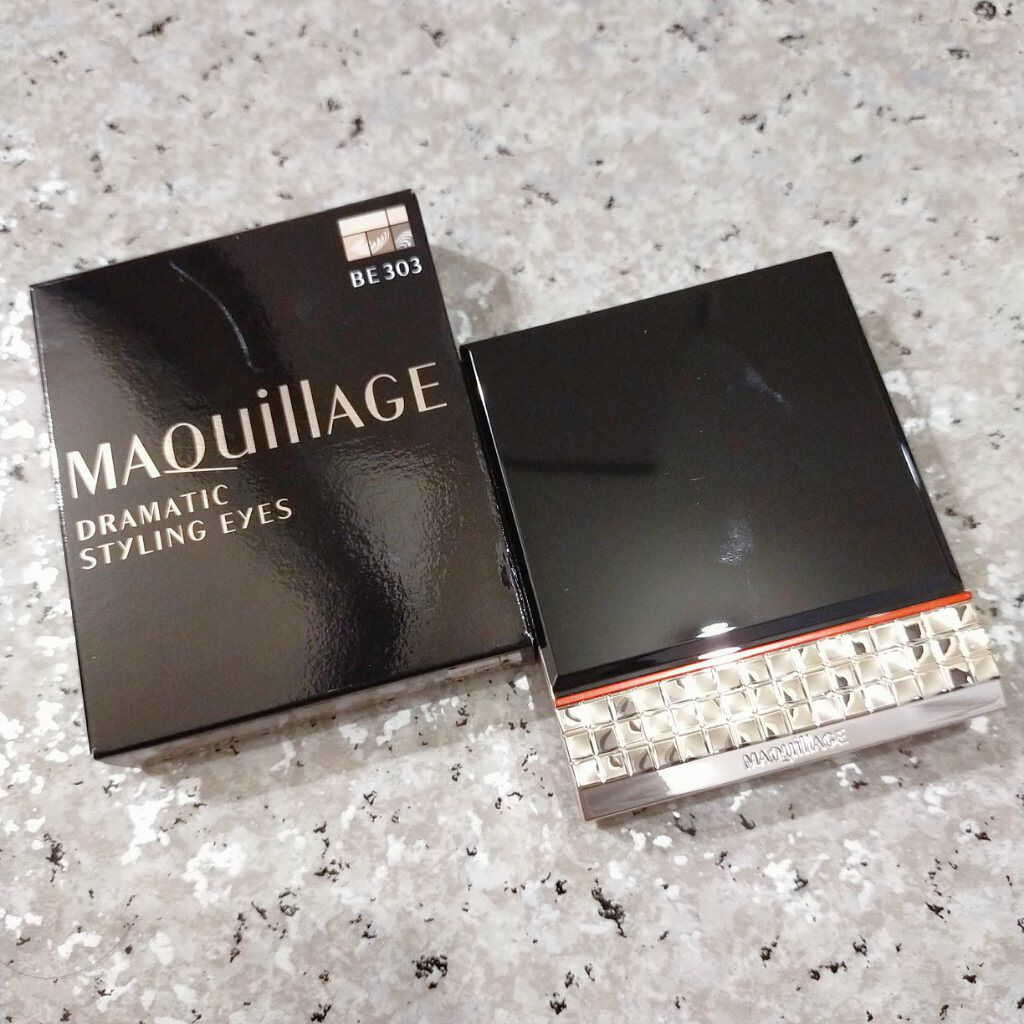 BE 303
MAQuillAGE
DRAMATIC
STYLING EYES
MAQuillAGE